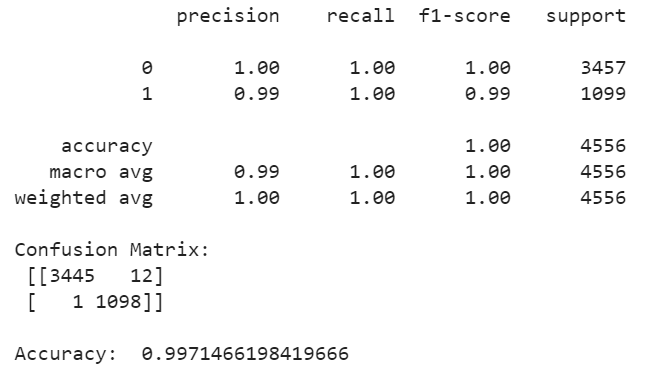 precision recall f1-score support
0 1.00 1.00 1.00 3457
1 0.99 1.00 0.99 1099
accuracy 1.00 4556
macro avg 0.99 1.00 1.00 4556
weighted avg 1.00 1.00 1.00 4556
Confusion Matrix:
[[3445 12]
[ 1 1098]]
Accuracy: 0.9971466198419666